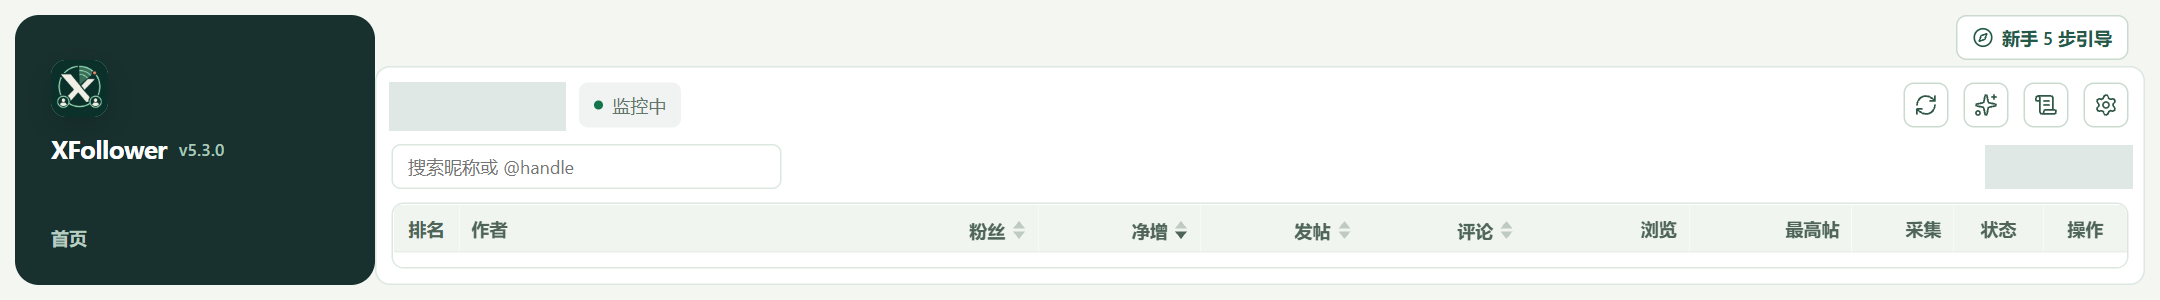 新手 5 步引导
监控中
XFollower v5.3.0
搜索昵称或 @handle
首页
排名 作者 粉丝 净增 发帖 评论 浏览 最高帖 采集 状态 操作